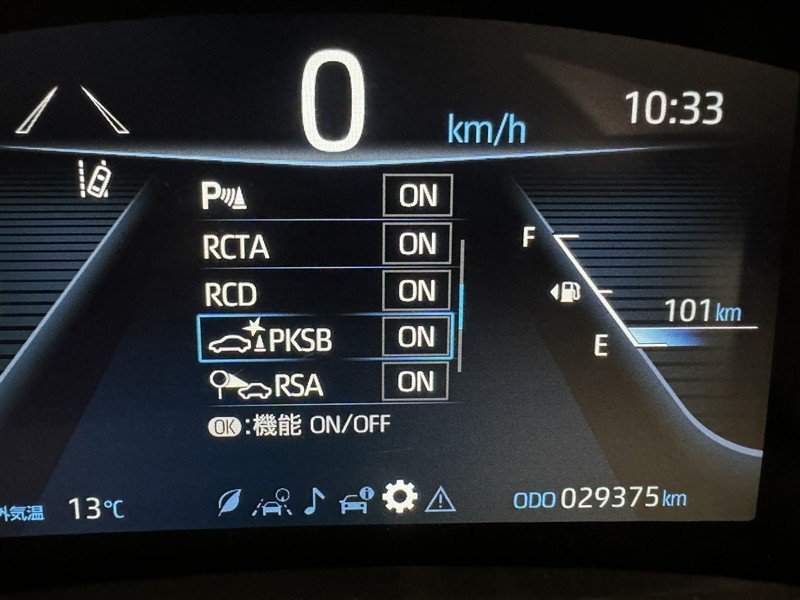 0 km/h
10:33
P ON
RCTA ON
RCD ON
PKSB ON
RSA ON
OK:機能 ON/OFF
F
101km
E
外気温 13℃
ODO 029375km